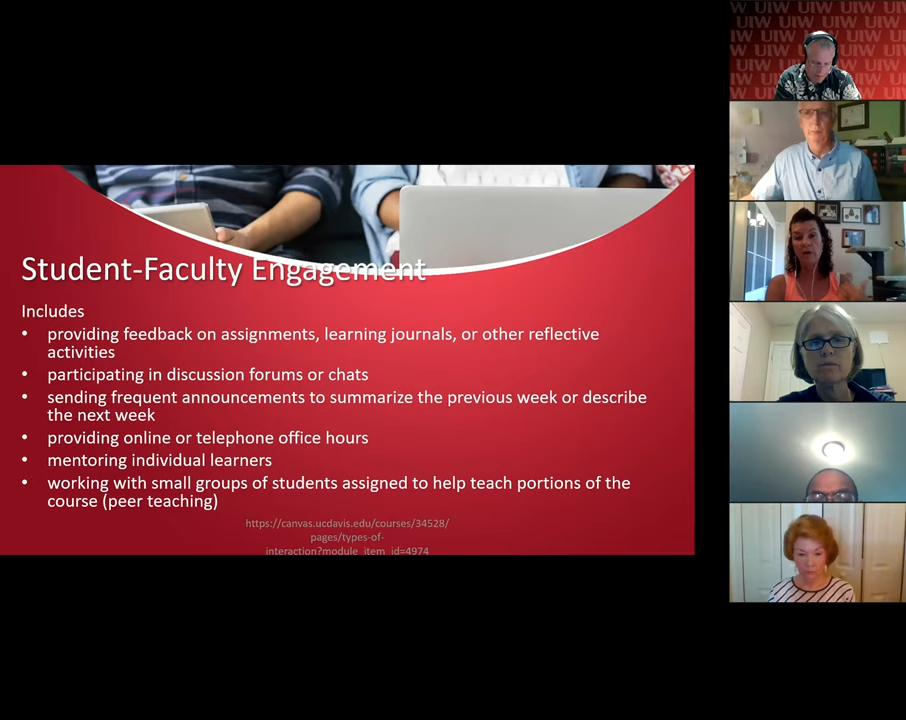 Student-Faculty Engagement
Includes
• providing feedback on assignments, learning journals, or other reflective
activities
• participating in discussion forums or chats
• sending frequent announcements to summarize the previous week or describe
the next week
• providing online or telephone office hours
• mentoring individual learners
• working with small groups of students assigned to help teach portions of the
course (peer teaching)
https://canvas.ucdavis.edu/courses/34528/
pages/types-of-
interaction?module_item_id=4974
UIW UIW UIW